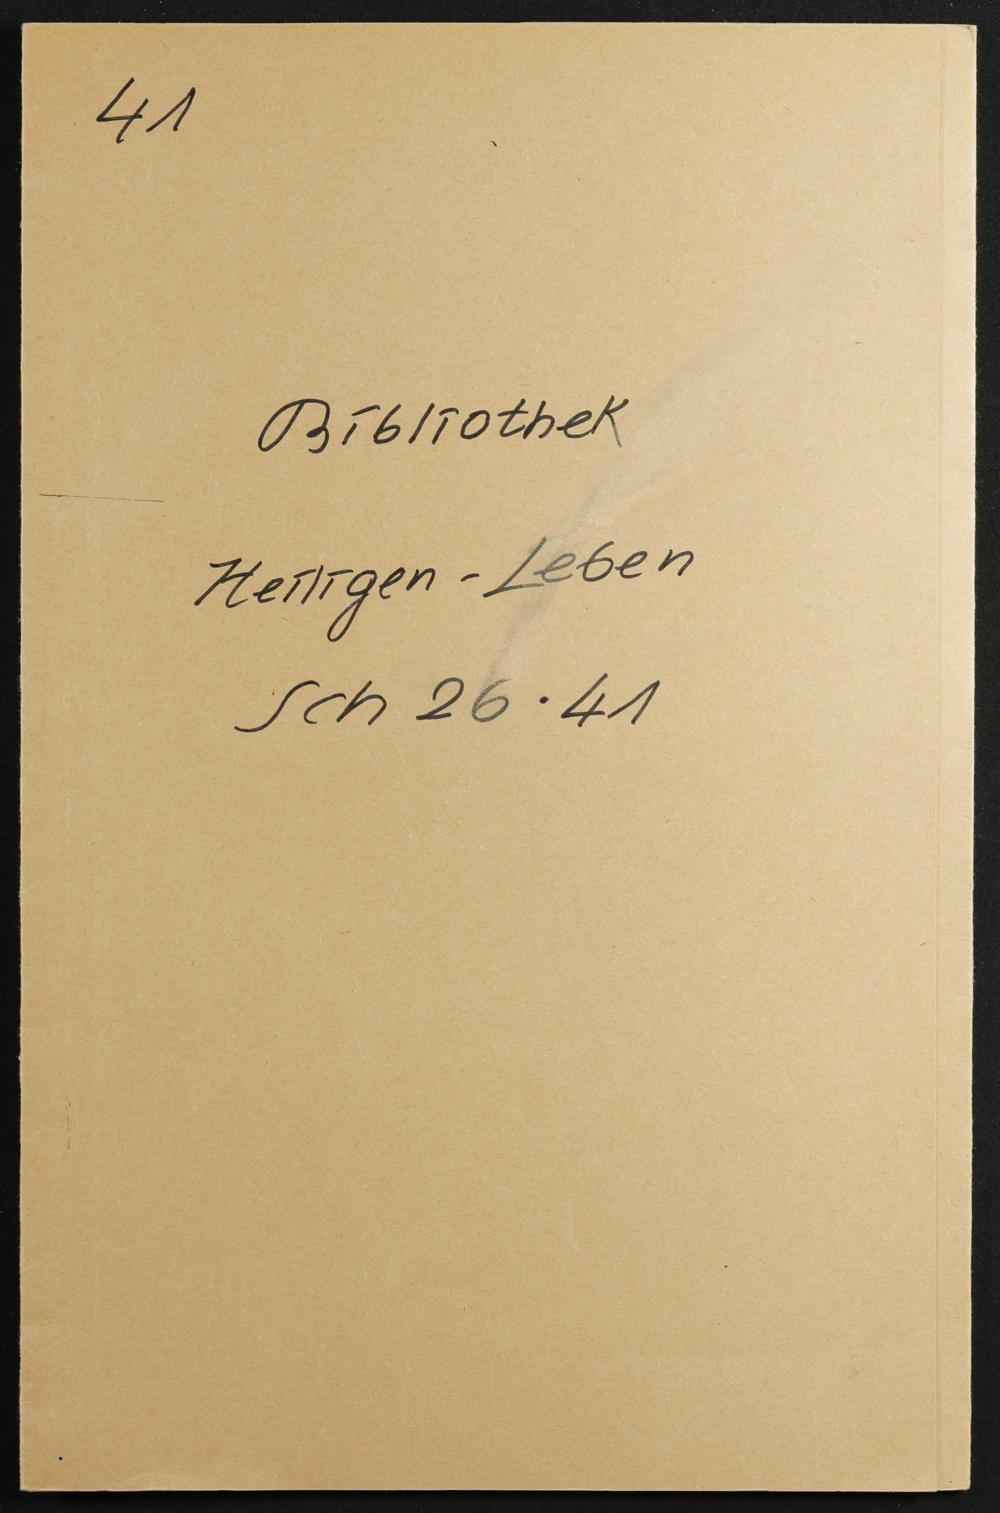 41
Bibliothek
Heiligen - Leben
Sch 26 · 41